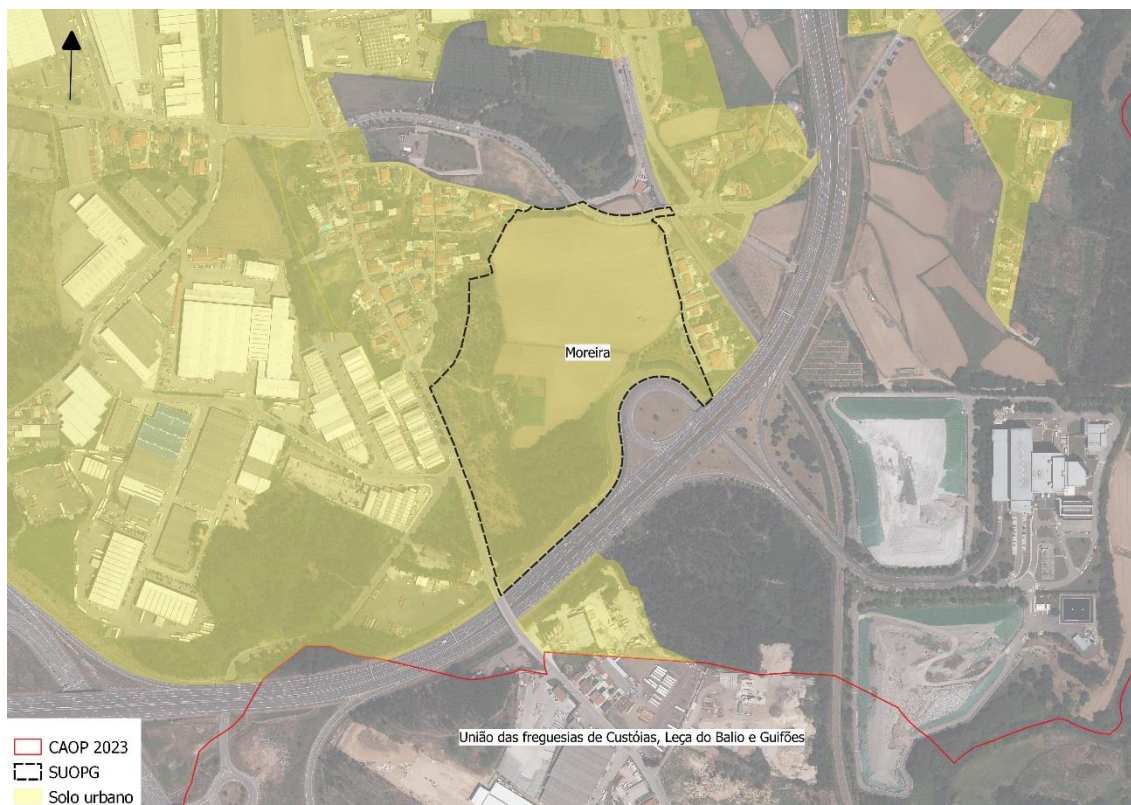 Moreira
União das freguesias de Custóias, Leça do Balio e Guifões
CAOP 2023
SUOPG
Solo urbano